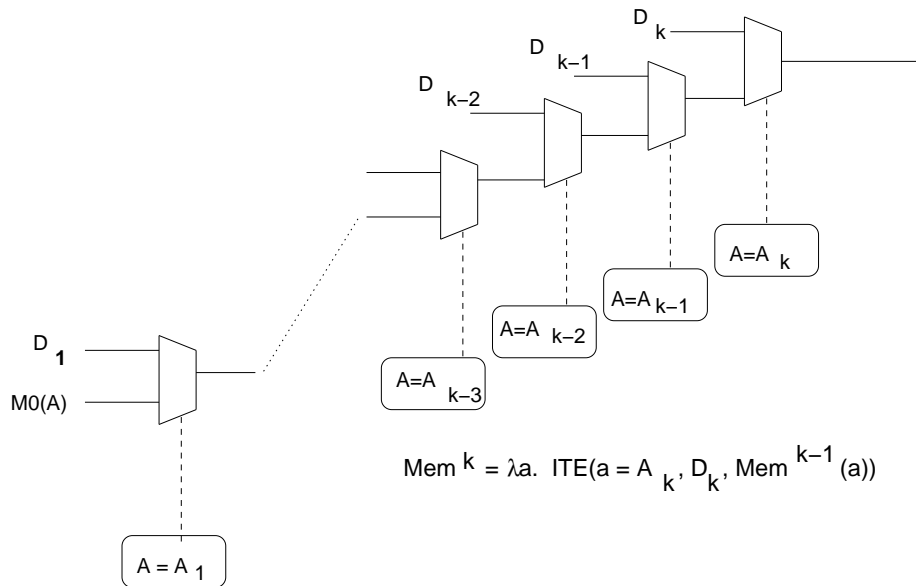 D k
D k−1
D k−2
A=A k
A=A k−1
A=A k−2
D 1
A=A k−3
M0(A)
Mem k = λa. ITE(a = A k, D k, Mem k−1 (a))
A = A 1